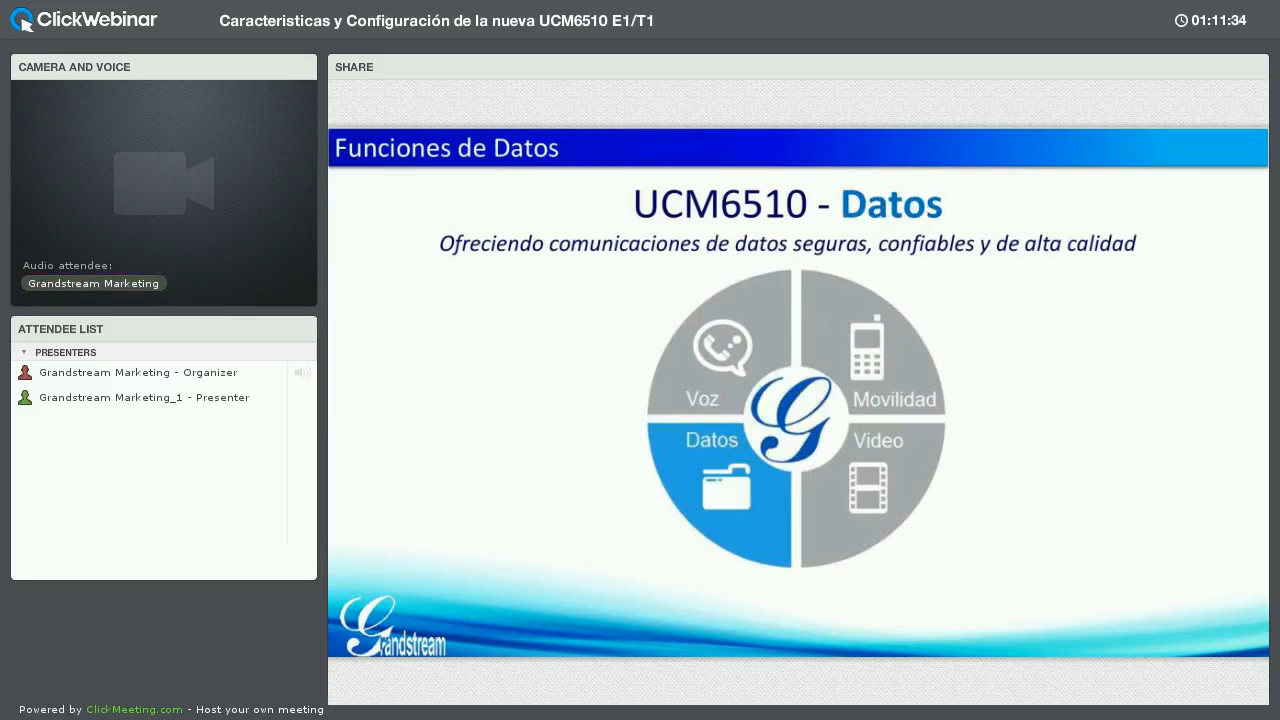 ClickWebinar
Caracteristicas y Configuración de la nueva UCM6510 E1/T1
01:11:34
CAMERA AND VOICE
Audio attendee:
Grandstream Marketing
ATTENDEE LIST
PRESENTERS
Grandstream Marketing - Organizer
Grandstream Marketing_1 - Presenter
SHARE
Funciones de Datos
UCM6510 - Datos
Ofreciendo comunicaciones de datos seguras, confiables y de alta calidad
Voz
Movilidad
G
Datos
Video
Grandstream
Powered by ClickMeeting.com - Host your own meeting